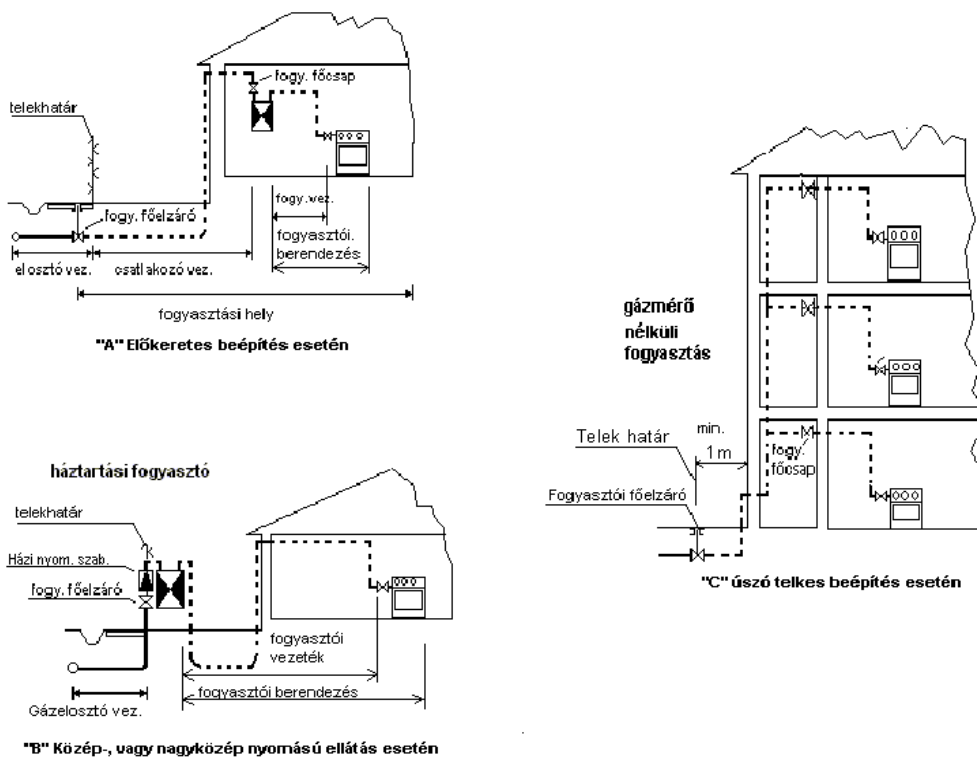 fogy. főcsap
telekhatár
fogy. főelzáró
fogy.vez.
fogyasztói.
berendezés
elosztó vez.
csatlakozó vez.
fogyasztási hely
"A" Előkeretes beépítés esetén
háztartási fogyasztó
telekhatár
Házi nyom. szab.
fogy. főelzáró
fogyasztói
vezeték
fogyasztói berendezés
Gázelosztó vez.
"B" Közép-, vagy nagyközép nyomású ellátás esetén
gázmérő
nélküli
fogyasztás
min.
1 m
Telek határ
fogy.
főcsap
Fogyasztói főelzáró
"C" úszó telkes beépítés esetén